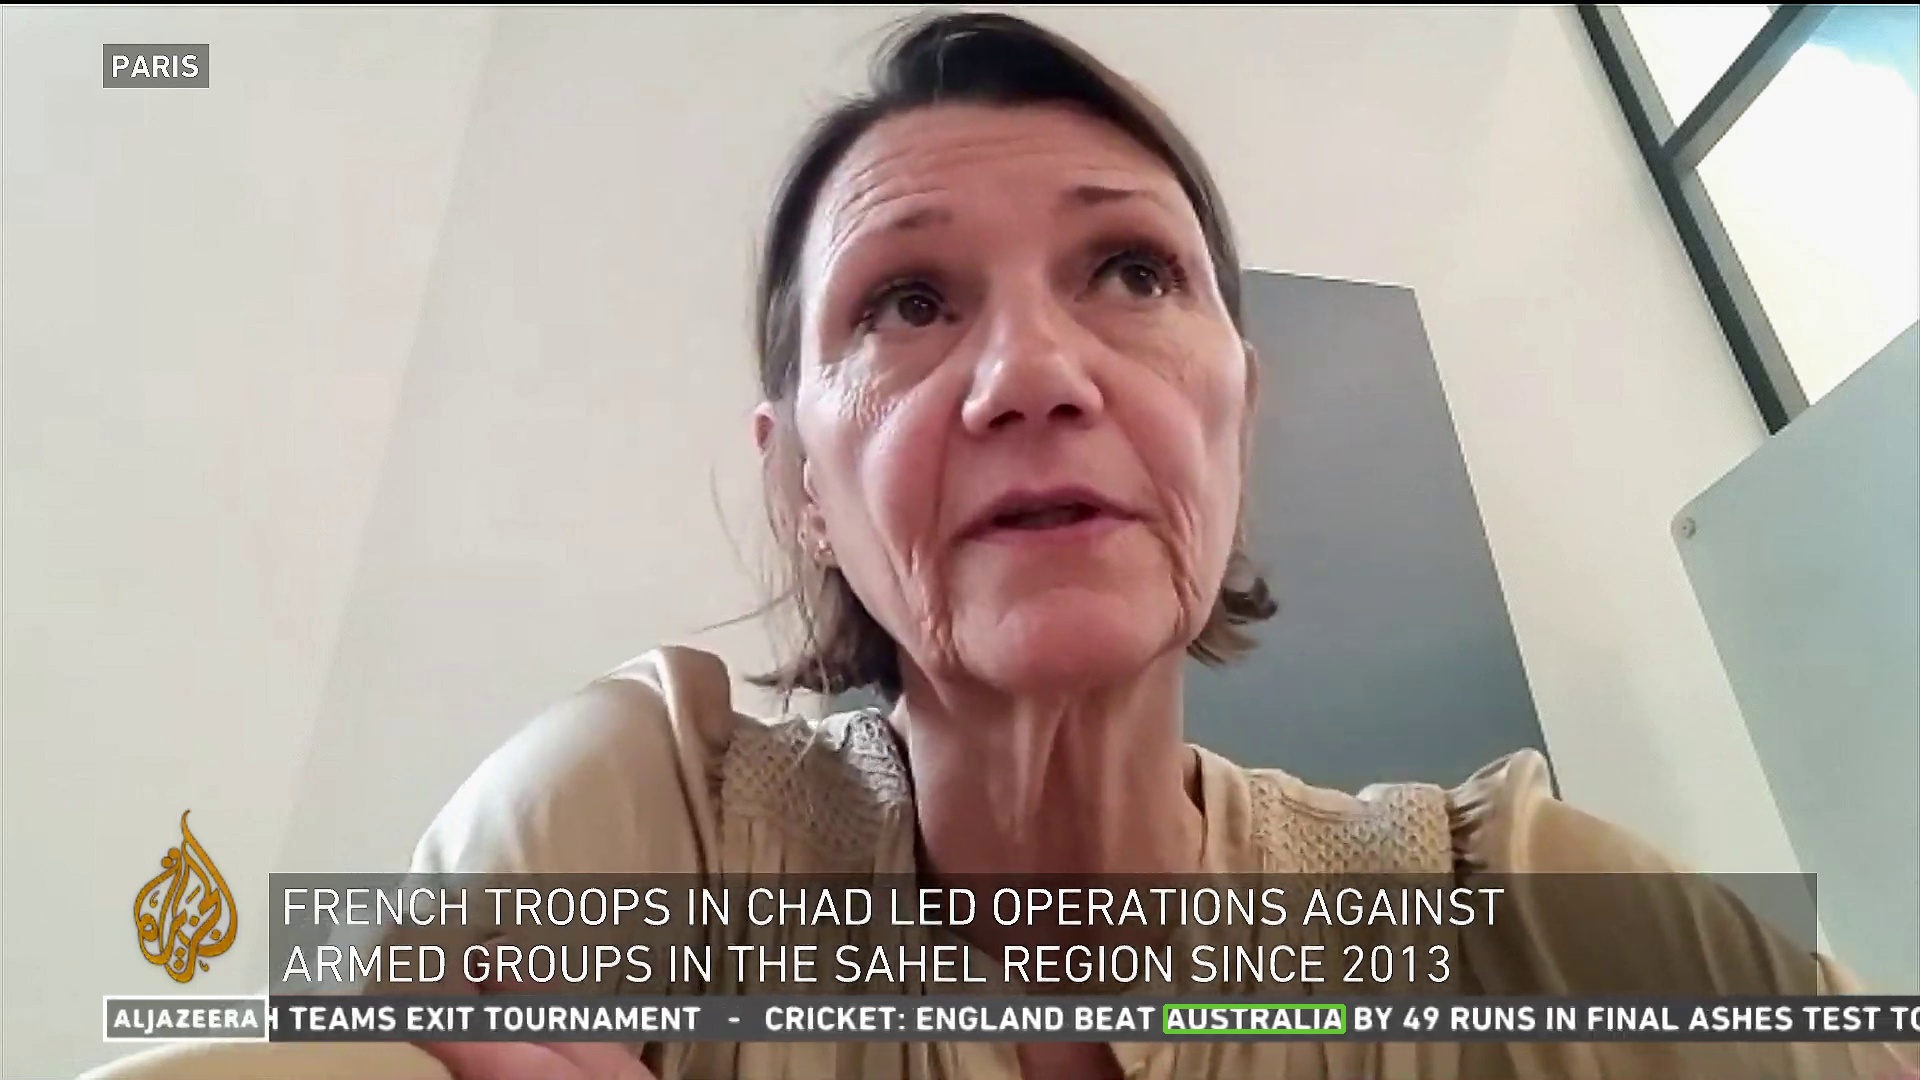 PARIS
FRENCH TROOPS IN CHAD LED OPERATIONS AGAINST
ARMED GROUPS IN THE SAHEL REGION SINCE 2013
ALJAZEERA
H TEAMS EXIT TOURNAMENT - CRICKET: ENGLAND BEAT AUSTRALIA BY 49 RUNS IN FINAL ASHES TEST TO